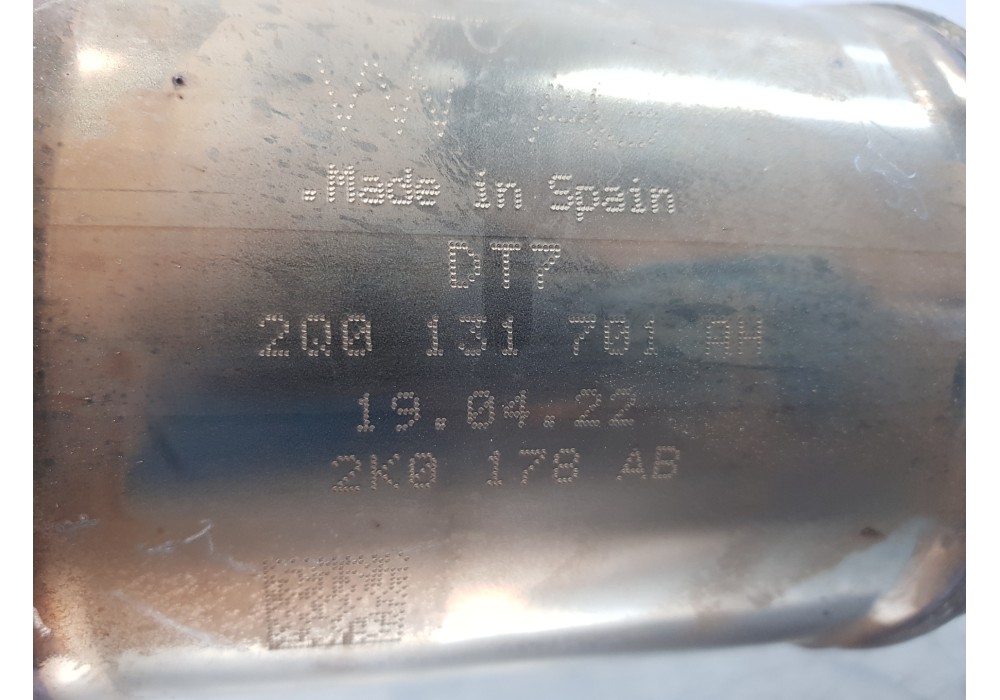 .Made in Spain
DT7
2Q0 131 701 AH
19.04.22
2K0 178 AB